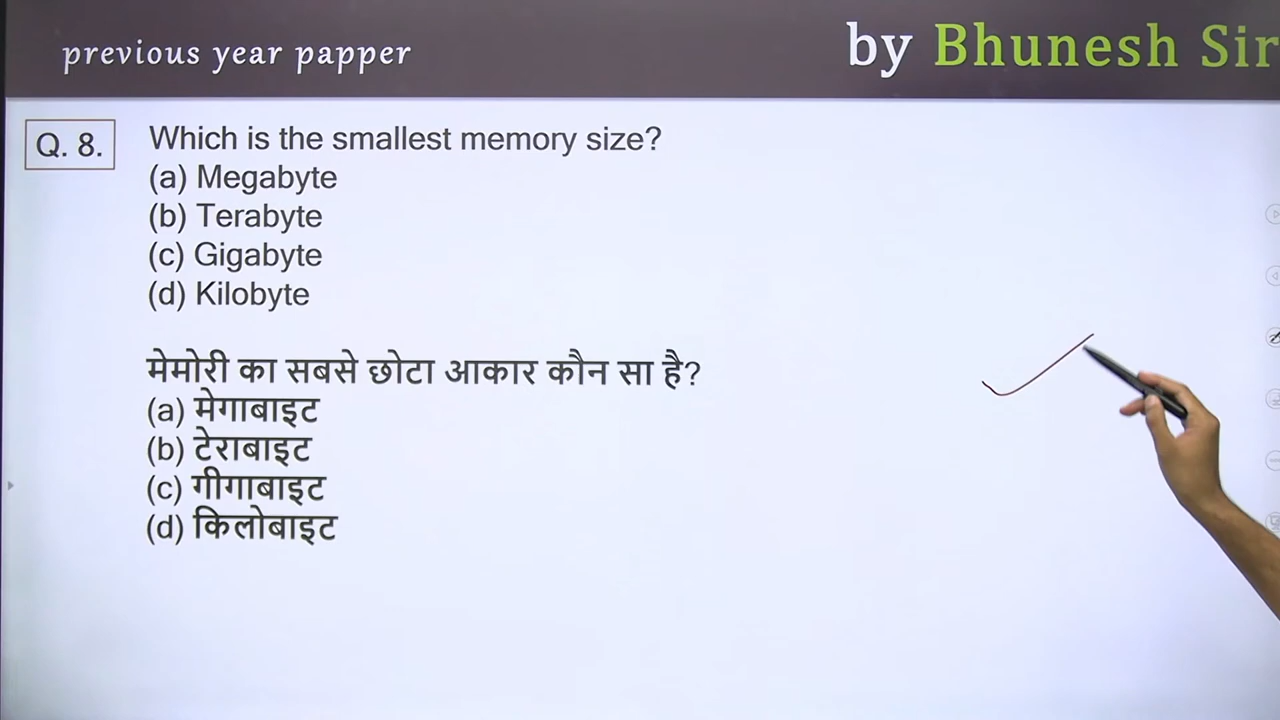 previous year papper
by Bhunesh Sir
Q. 8.
Which is the smallest memory size?
(a) Megabyte
(b) Terabyte
(c) Gigabyte
(d) Kilobyte
मेमोरी का सबसे छोटा आकार कौन सा है?
(a) मेगाबाइट
(b) टेराबाइट
(c) गीगाबाइट
(d) किलोबाइट